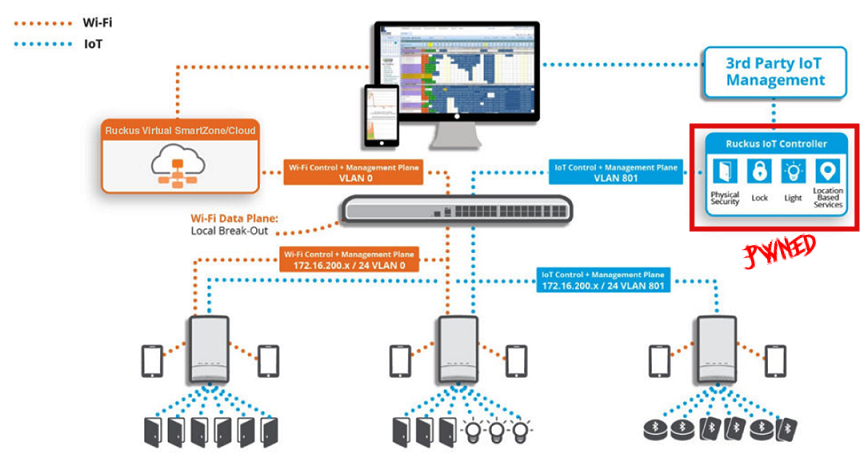 Wi-Fi
IoT
3rd Party IoT
Management
Ruckus Virtual SmartZone/Cloud
Ruckus IoT Controller
Physical
Security
Lock
Light
Location
Based
Services
PWNED
Wi-Fi Control + Management Plane
VLAN 0
IoT Control + Management Plane
VLAN 801
Wi-Fi Data Plane:
Local Break-Out
Wi-Fi Control + Management Plane
172.16.200.x / 24 VLAN 0
IoT Control + Management Plane
172.16.200.x / 24 VLAN 801